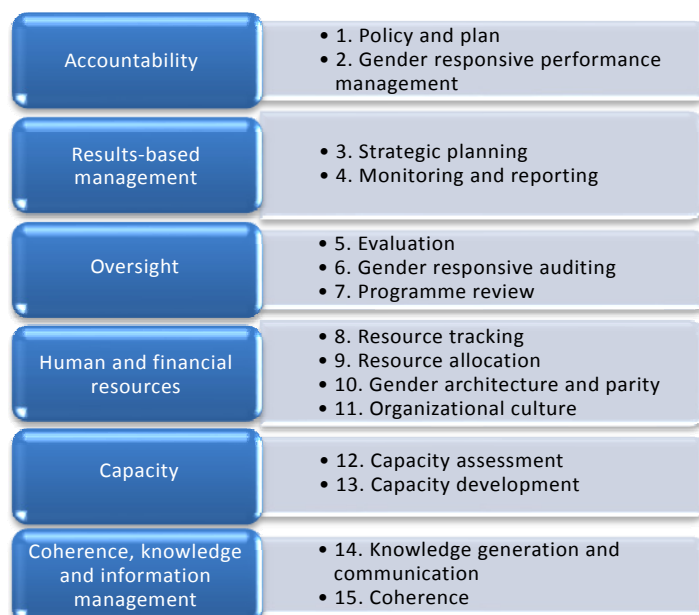 Accountability
• 1. Policy and plan
• 2. Gender responsive performance
management
Results-based
management
• 3. Strategic planning
• 4. Monitoring and reporting
Oversight
• 5. Evaluation
• 6. Gender responsive auditing
• 7. Programme review
Human and financial
resources
• 8. Resource tracking
• 9. Resource allocation
• 10. Gender architecture and parity
• 11. Organizational culture
Capacity
• 12. Capacity assessment
• 13. Capacity development
Coherence, knowledge
and information
management
• 14. Knowledge generation and
communication
• 15. Coherence